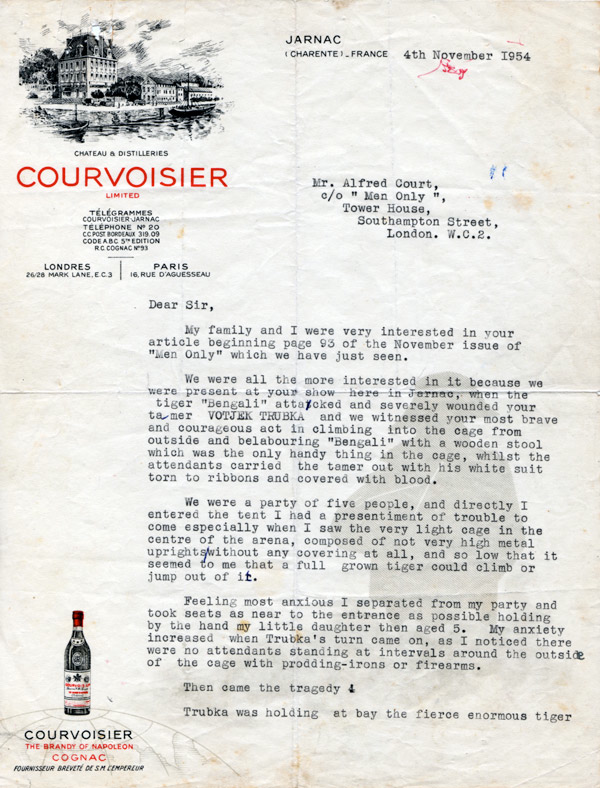 JARNAC
(CHARENTE)_FRANCE
4th November 1954
CHATEAU & DISTILLERIES
COURVOISIER
LIMITED
TÉLÉGRAMMES
COURVOISIER JARNAC
TÉLÉPHONE Nº 20
C.C. POST BORDEAUX 319.09
CODE A B C 5TH EDITION
R.C. COGNAC Nº 93
LONDRES
26/28 MARK LANE, E.C.3
PARIS
16, RUE D'AGUESSEAU
Mr. Alfred Court,
c/o " Men Only ",
Tower House,
Southampton Street,
London. W.C.2.
Dear Sir,
My family and I were very interested in your
article beginning page 93 of the November issue of
"Men Only" which we have just seen.
We were all the more interested in it because we
were present at your show here in Jarnac, when the
tiger "Bengali" attacked and severely wounded your
tamer VOTJEK TRUBKA and we witnessed your most brave
and courageous act in climbing into the cage from
outside and belabouring "Bengali" with a wooden stool
which was the only handy thing in the cage, whilst the
attendants carried the tamer out with his white suit
torn to ribbons and covered with blood.
We were a party of five people, and directly I
entered the tent I had a presentiment of trouble to
come especially when I saw the very light cage in the
centre of the arena, composed of not very high metal
uprights/without any covering at all, and so low that it
seemed to me that a full grown tiger could climb or
jump out of it.
Feeling most anxious I separated from my party and
took seats as near to the entrance as possible holding
by the hand my little daughter then aged 5. My anxiety
increased when Trubka's turn came on, as I noticed there
were no attendants standing at intervals around the outside
of the cage with prodding-irons or firearms.
Then came the tragedy !
Trubka was holding at bay the fierce enormous tiger
COURVOISIER
THE BRANDY OF NAPOLEON
COGNAC
FOURNISSEUR BREVETÉ DE S.M. L'EMPEREUR